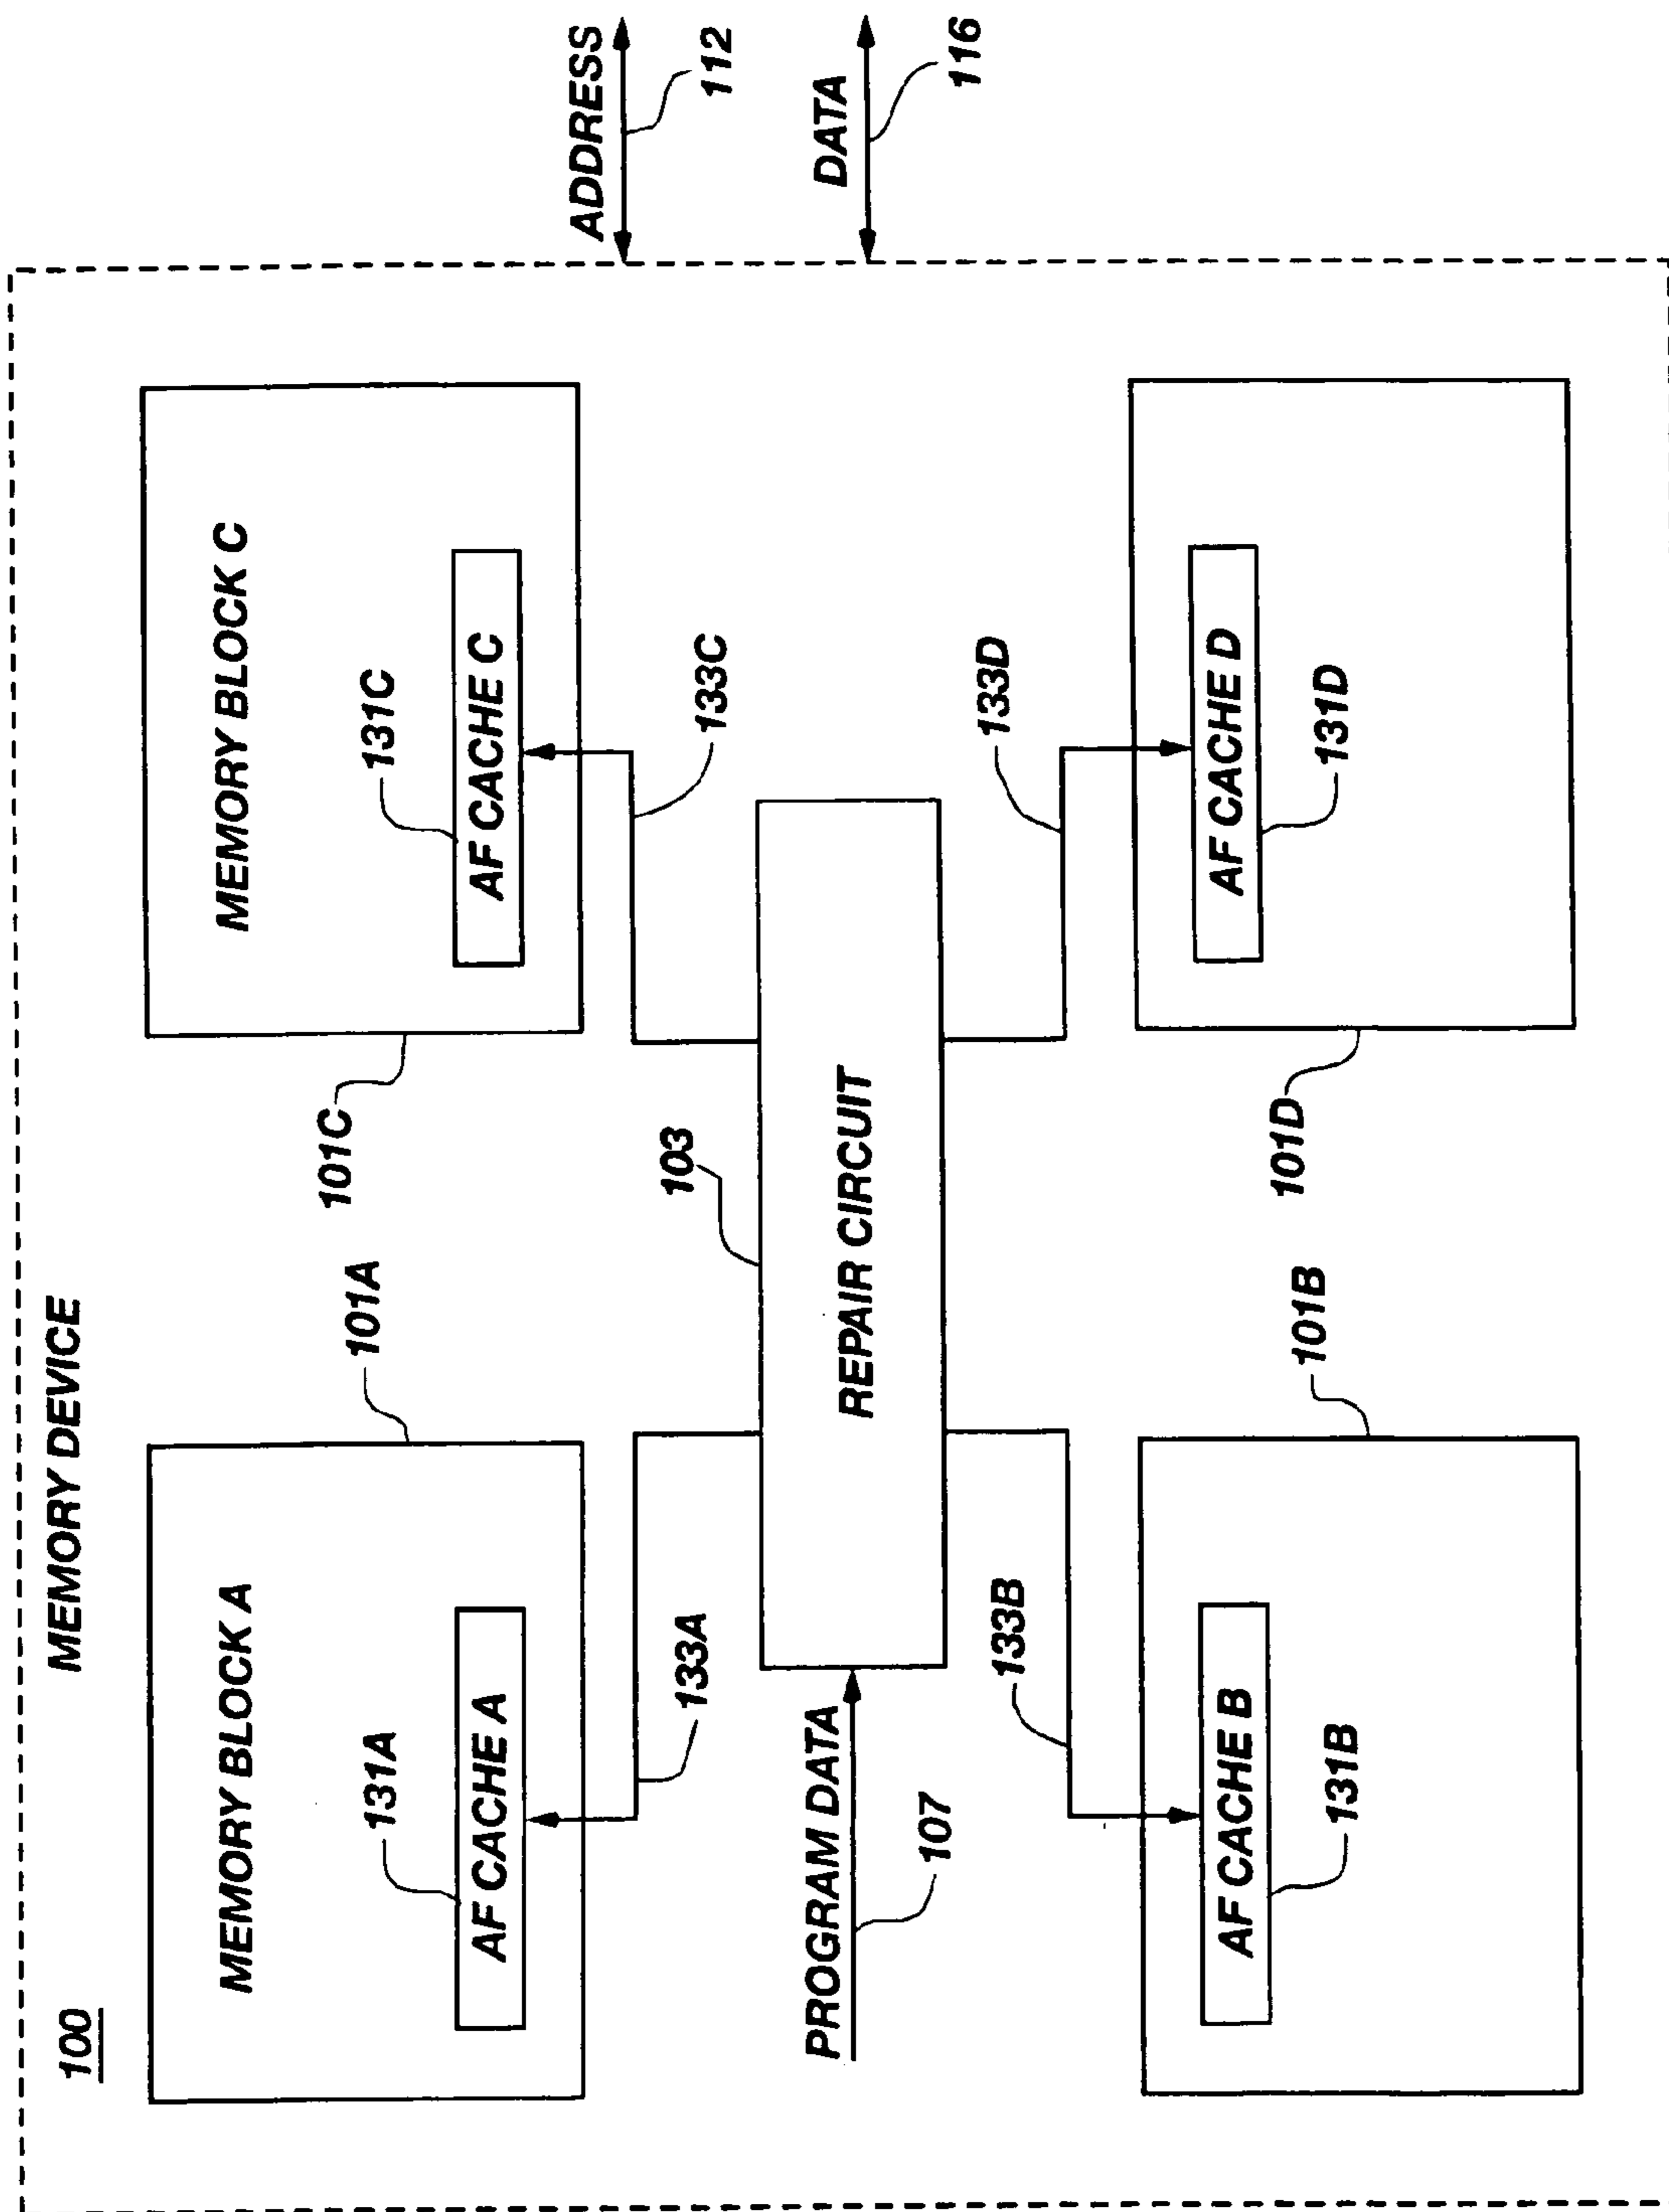 100
MEMORY DEVICE
MEMORY BLOCK A
131A
AF CACHE A
101A
133A
MEMORY BLOCK C
131C
AF CACHE C
101C
133C
ADDRESS
112
103
REPAIR CIRCUIT
PROGRAM DATA
107
DATA
116
133B
AF CACHE B
131B
101B
133D
AF CACHE D
131D
101D